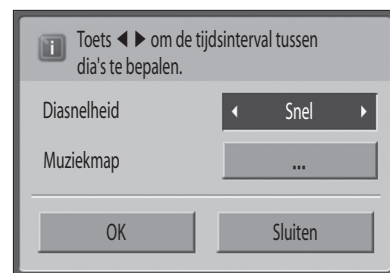 Toets ◀ ▶ om de tijdsinterval tussen
dia's te bepalen.
Diasnelheid ◀ Snel ▶
Muziekmap ...
OK Sluiten